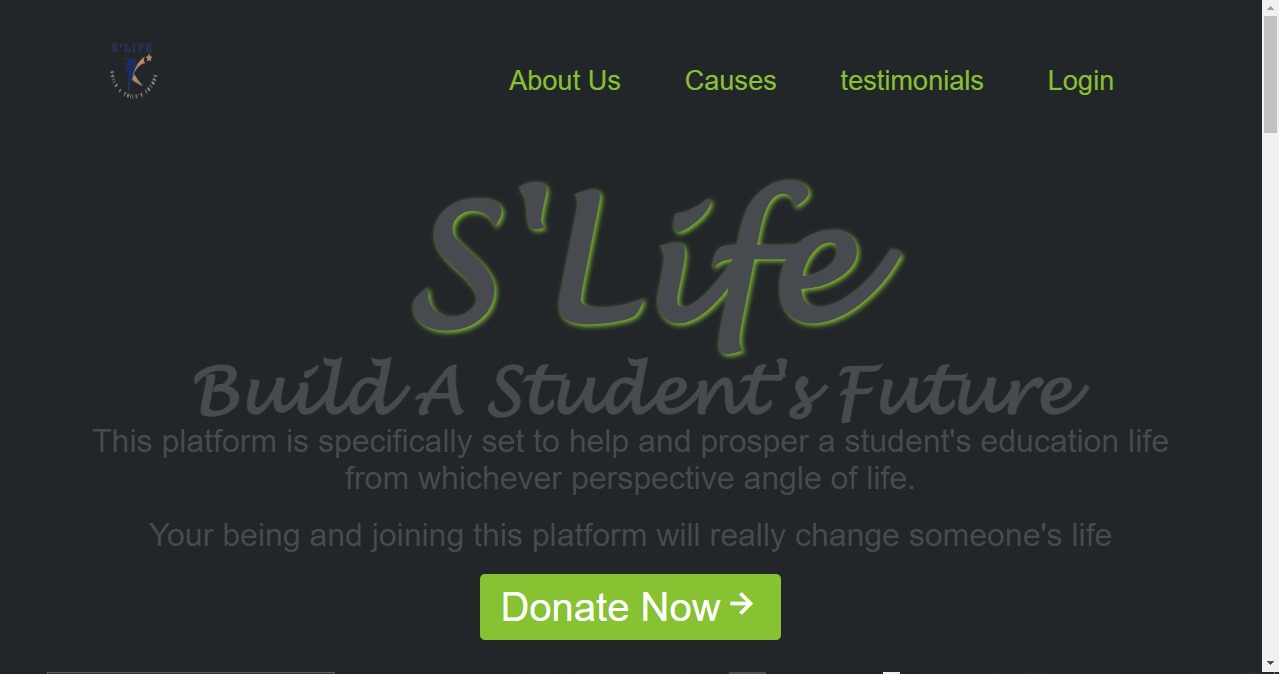 S'LIFE
About Us Causes testimonials Login
S'Life
Build A Student's Future
This platform is specifically set to help and prosper a student's education life
from whichever perspective angle of life.
Your being and joining this platform will really change someone's life
Donate Now